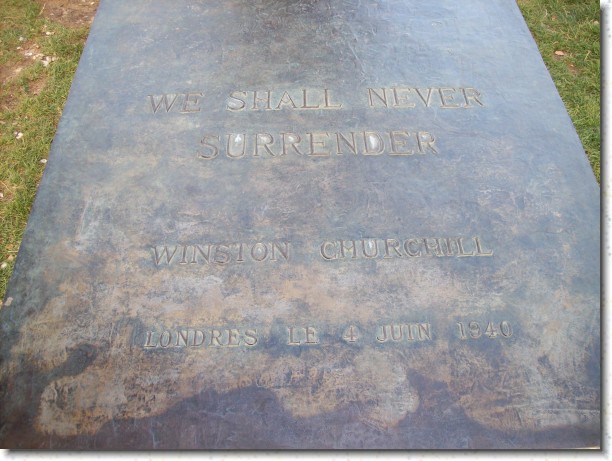 WE SHALL NEVER
SURRENDER
WINSTON CHURCHILL
LONDRES LE 4 JUIN 1940